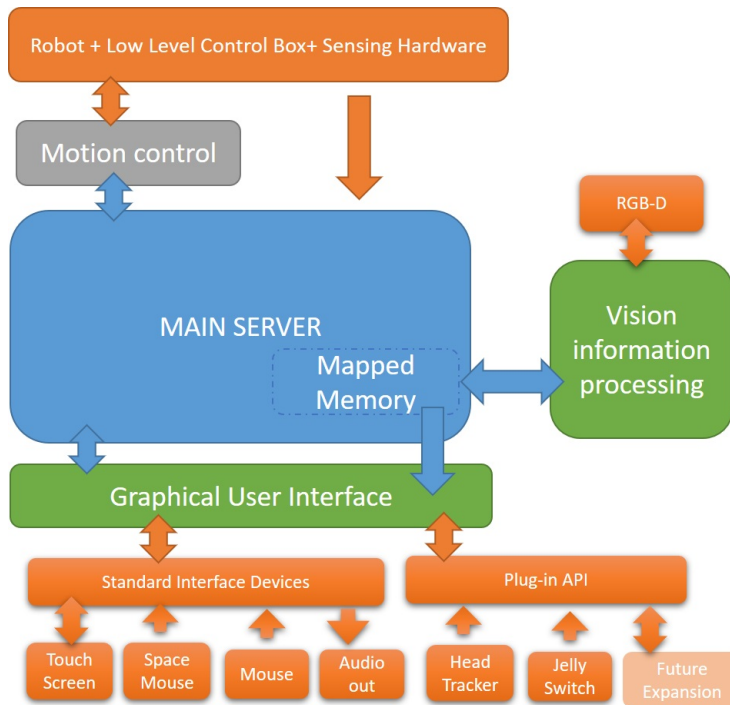 Robot + Low Level Control Box+ Sensing Hardware
Motion control
RGB-D
MAIN SERVER
Mapped
Memory
Vision
information
processing
Graphical User Interface
Standard Interface Devices
Plug-in API
Touch
Screen
Space
Mouse
Mouse
Audio
out
Head
Tracker
Jelly
Switch
Future
Expansion